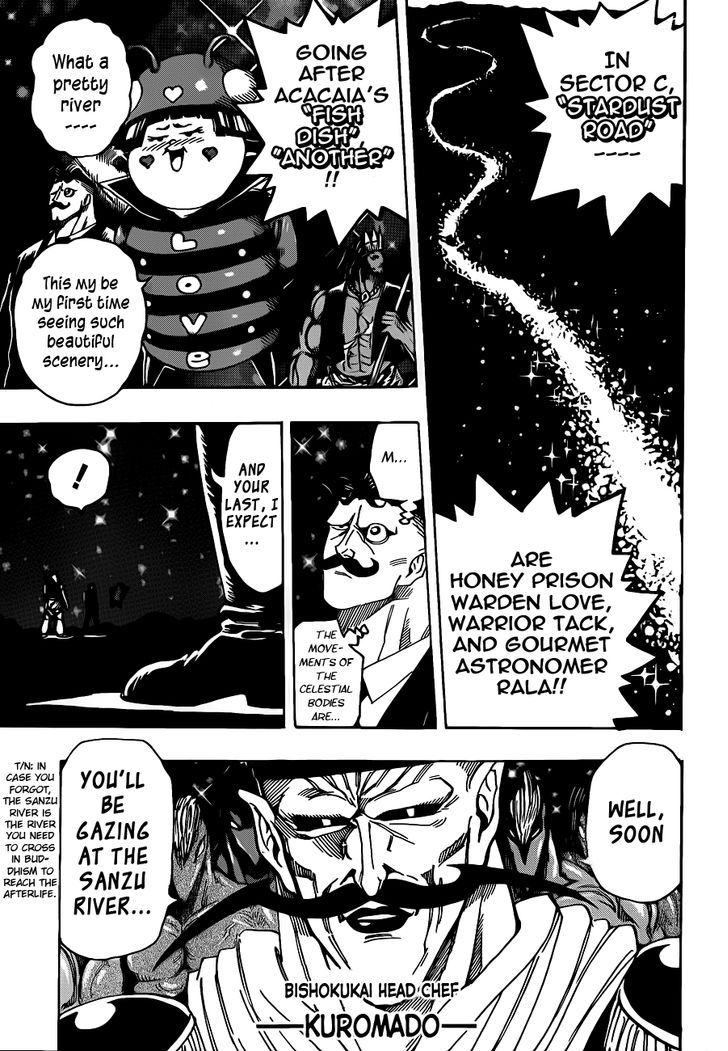 IN
SECTOR C,
"STARDUST
ROAD"
----
GOING
AFTER
ACACAIA'S
"FISH
DISH",
"ANOTHER"
!!
What a
pretty
river
----
This my be
my first time
seeing such
beautiful
scenery...
LOVE
ARE
HONEY PRISON
WARDEN LOVE,
WARRIOR TACK,
AND GOURMET
ASTRONOMER
RALA!!
M...
THE
MOVE-
MENTS OF
THE
CELESTIAL
BODIES
ARE...
AND
YOUR
LAST, I
EXPECT
...
!
WELL,
SOON
YOU'LL
BE
GAZING
AT THE
SANZU
RIVER...
T/N: IN
CASE YOU
FORGOT,
THE SANZU
RIVER IS
THE RIVER
YOU NEED
TO CROSS
IN BUD-
DHISM TO
REACH THE
AFTERLIFE.
BISHOKUKAI HEAD CHEF
KUROMADO